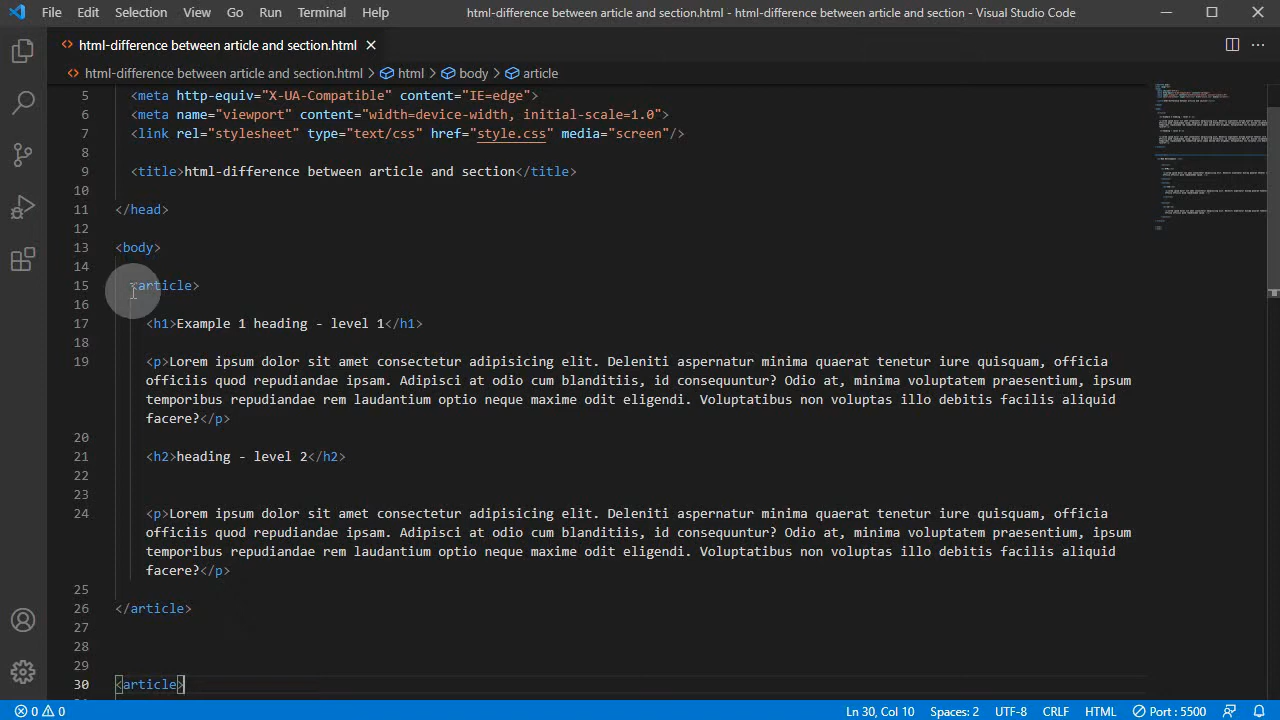 File Edit Selection View Go Run Terminal Help html-difference between article and section.html - html-difference between article and section - Visual Studio Code
html-difference between article and section.html
html-difference between article and section.html > html > body > article
5 <meta http-equiv="X-UA-Compatible" content="IE=edge">
6 <meta name="viewport" content="width=device-width, initial-scale=1.0">
7 <link rel="stylesheet" type="text/css" href="style.css" media="screen"/>
8
9 <title>html-difference between article and section</title>
10
11 </head>
12
13 <body>
14
15 <article>
16
17 <h1>Example 1 heading - level 1</h1>
18
19 <p>Lorem ipsum dolor sit amet consectetur adipisicing elit. Deleniti aspernatur minima quaerat tenetur iure quisquam, officia
officiis quod repudiandae ipsam. Adipisci at odio cum blanditiis, id consequuntur? Odio at, minima voluptatem praesentium, ipsum
temporibus repudiandae rem laudantium optio neque maxime odit eligendi. Voluptatibus non voluptas illo debitis facilis aliquid
facere?</p>
20
21 <h2>heading - level 2</h2>
22
23
24 <p>Lorem ipsum dolor sit amet consectetur adipisicing elit. Deleniti aspernatur minima quaerat tenetur iure quisquam, officia
officiis quod repudiandae ipsam. Adipisci at odio cum blanditiis, id consequuntur? Odio at, minima voluptatem praesentium, ipsum
temporibus repudiandae rem laudantium optio neque maxime odit eligendi. Voluptatibus non voluptas illo debitis facilis aliquid
facere?</p>
25
26 </article>
27
28
29
30 <article>
0 0 Ln 30, Col 10 Spaces: 2 UTF-8 CRLF HTML Port : 5500